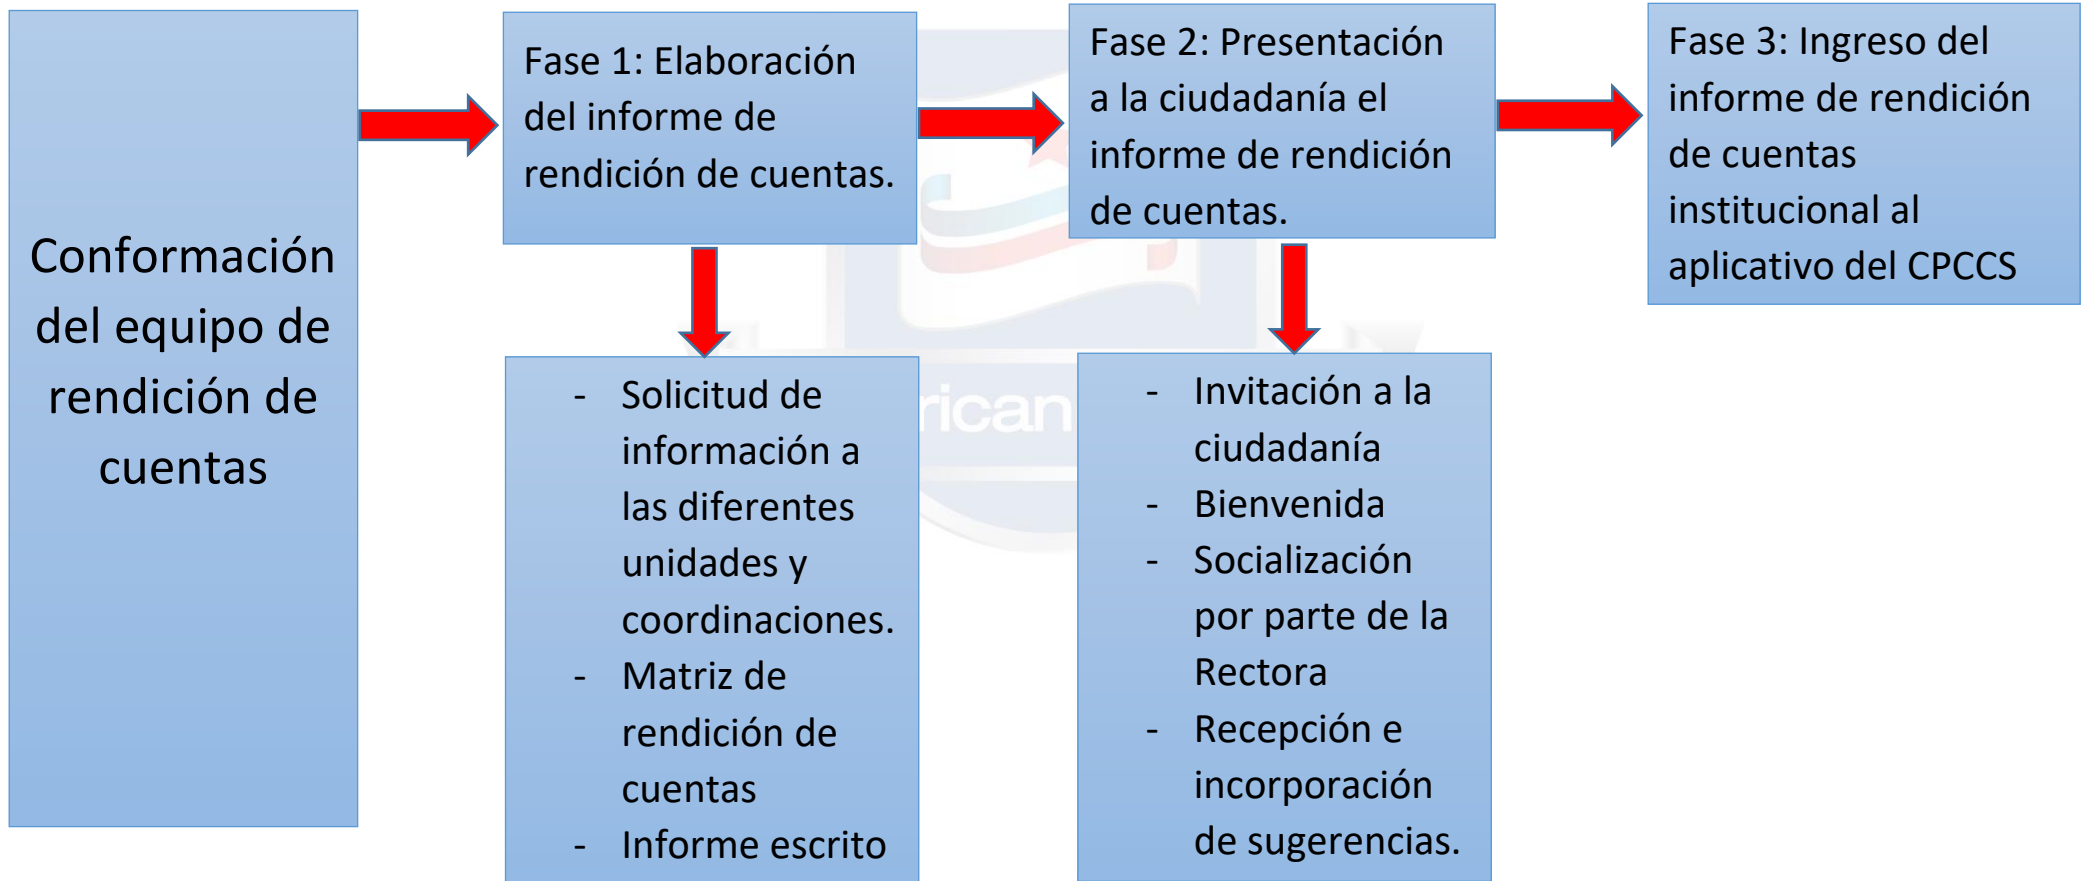 Conformación
del equipo de
rendición de
cuentas
Fase 1: Elaboración
del informe de
rendición de cuentas.
Fase 2: Presentación
a la ciudadanía el
informe de rendición
de cuentas.
Fase 3: Ingreso del
informe de rendición
de cuentas
institucional al
aplicativo del CPCCS
- Solicitud de
información a
las diferentes
unidades y
coordinaciones.
- Matriz de
rendición de
cuentas
- Informe escrito
rican
- Invitación a la
ciudadanía
- Bienvenida
- Socialización
por parte de la
Rectora
- Recepción e
incorporación
de sugerencias.